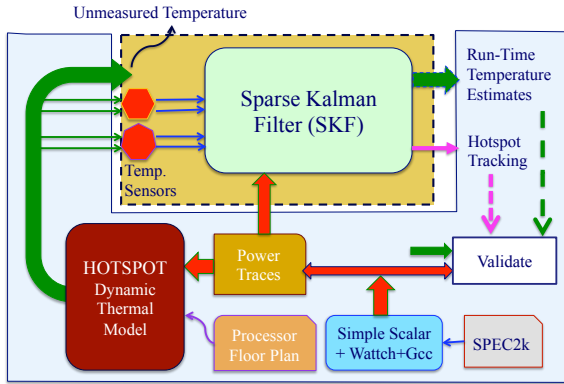 Unmeasured Temperature
Sparse Kalman
Filter (SKF)
Run-Time
Temperature
Estimates
Hotspot
Tracking
Temp.
Sensors
HOTSPOT
Dynamic
Thermal
Model
Power
Traces
Validate
Processor
Floor Plan
Simple Scalar
+ Wattch+Gcc
SPEC2k